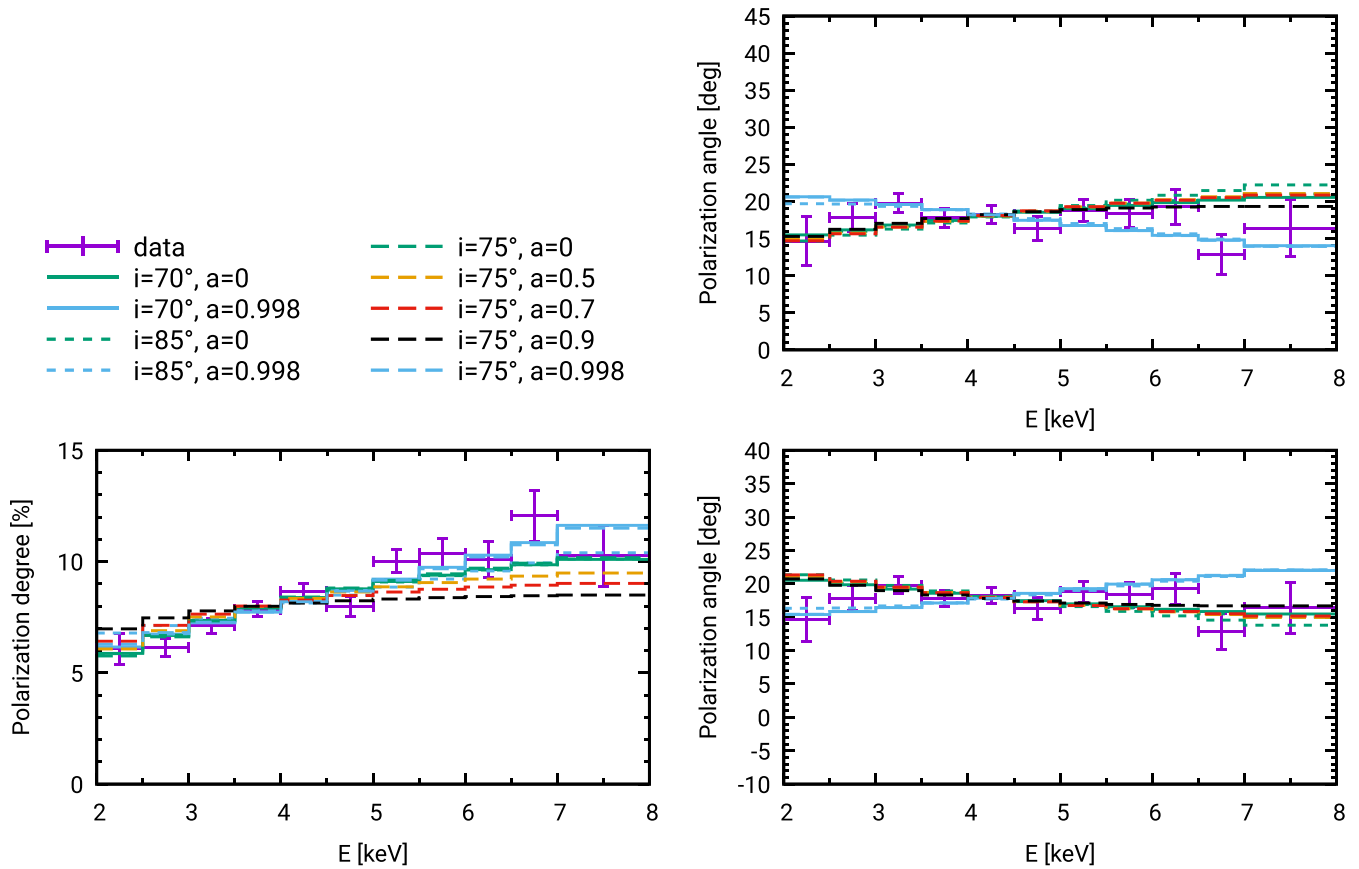 data
i=70°, a=0
i=70°, a=0.998
i=85°, a=0
i=85°, a=0.998
i=75°, a=0
i=75°, a=0.5
i=75°, a=0.7
i=75°, a=0.9
i=75°, a=0.998
Polarization angle [deg]
45
40
35
30
25
20
15
10
5
0
2 3 4 5 6 7 8
E [keV]
Polarization degree [%]
15
10
5
0
2 3 4 5 6 7 8
E [keV]
Polarization angle [deg]
40
35
30
25
20
15
10
5
0
-5
-10
2 3 4 5 6 7 8
E [keV]